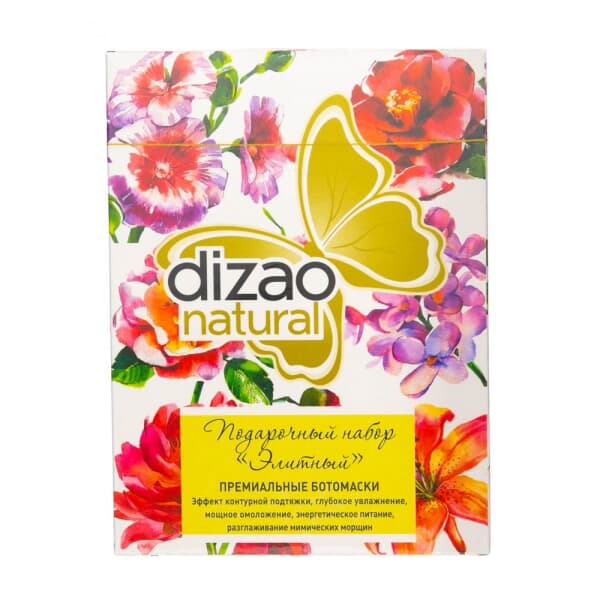 dizao
natural
Подарочный набор
«Элитный»
ПРЕМИАЛЬНЫЕ БОТОМАСКИ
Эффект контурной подтяжки, глубокое увлажнение,
мощное омоложение, энергетическое питание,
разглаживание мимических морщин